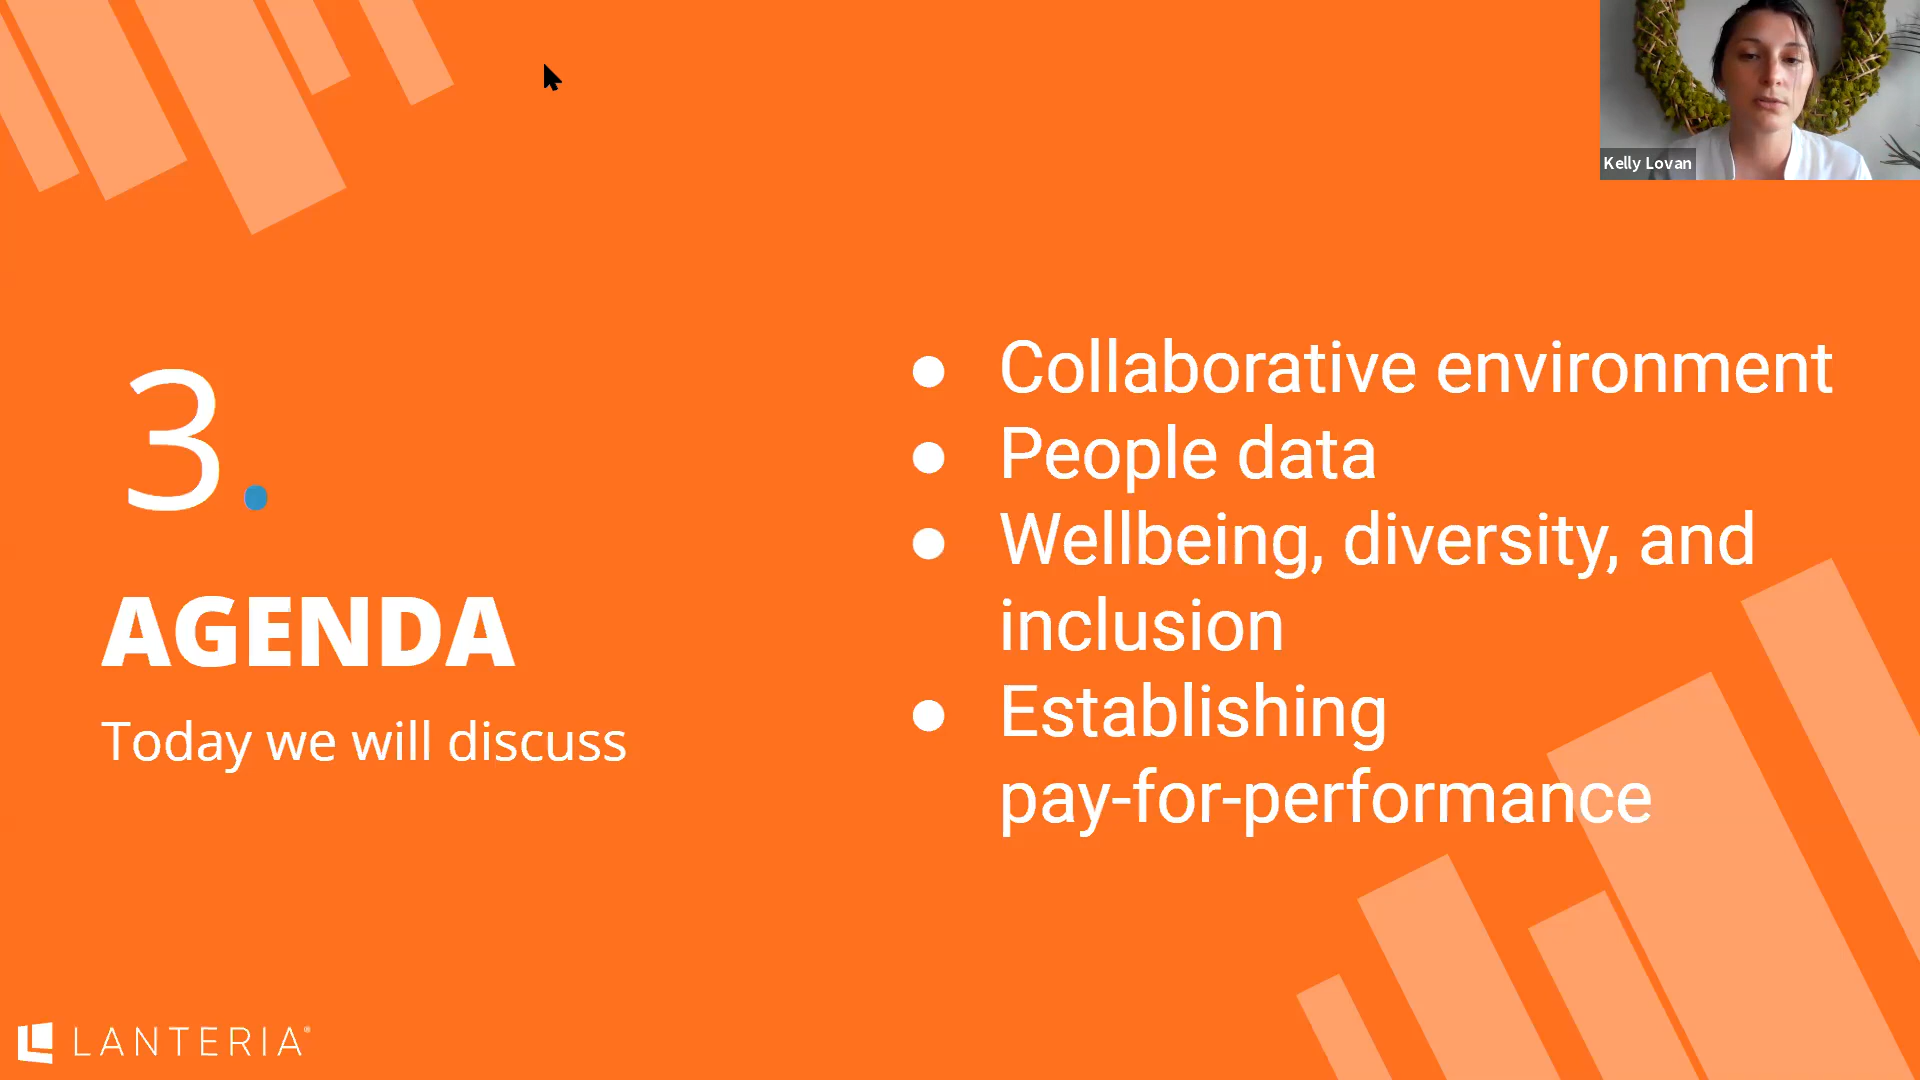 Kelly Lovan
3.
AGENDA
Today we will discuss
● Collaborative environment
● People data
● Wellbeing, diversity, and
inclusion
● Establishing
pay-for-performance
LANTERIA®